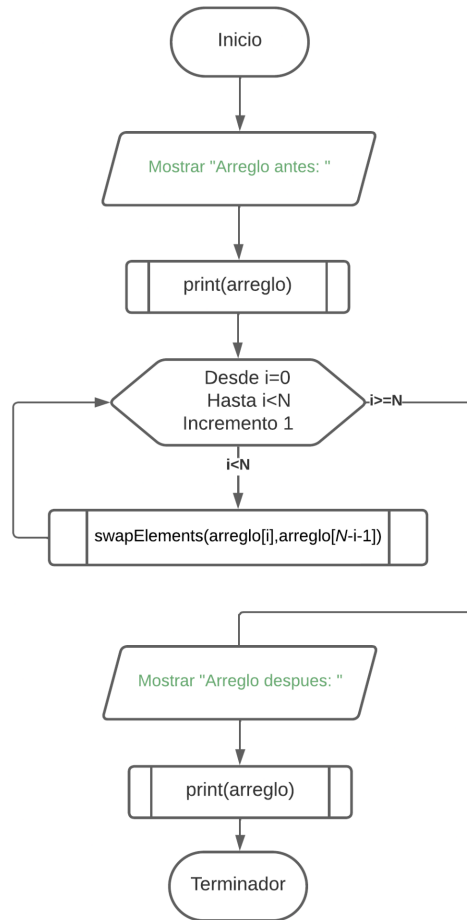 Inicio
Mostrar "Arreglo antes: "
print(arreglo)
Desde i=0
Hasta i<N
Incremento 1
i>=N
i<N
swapElements(arreglo[i],arreglo[N-i-1])
Mostrar "Arreglo despues: "
print(arreglo)
Terminador